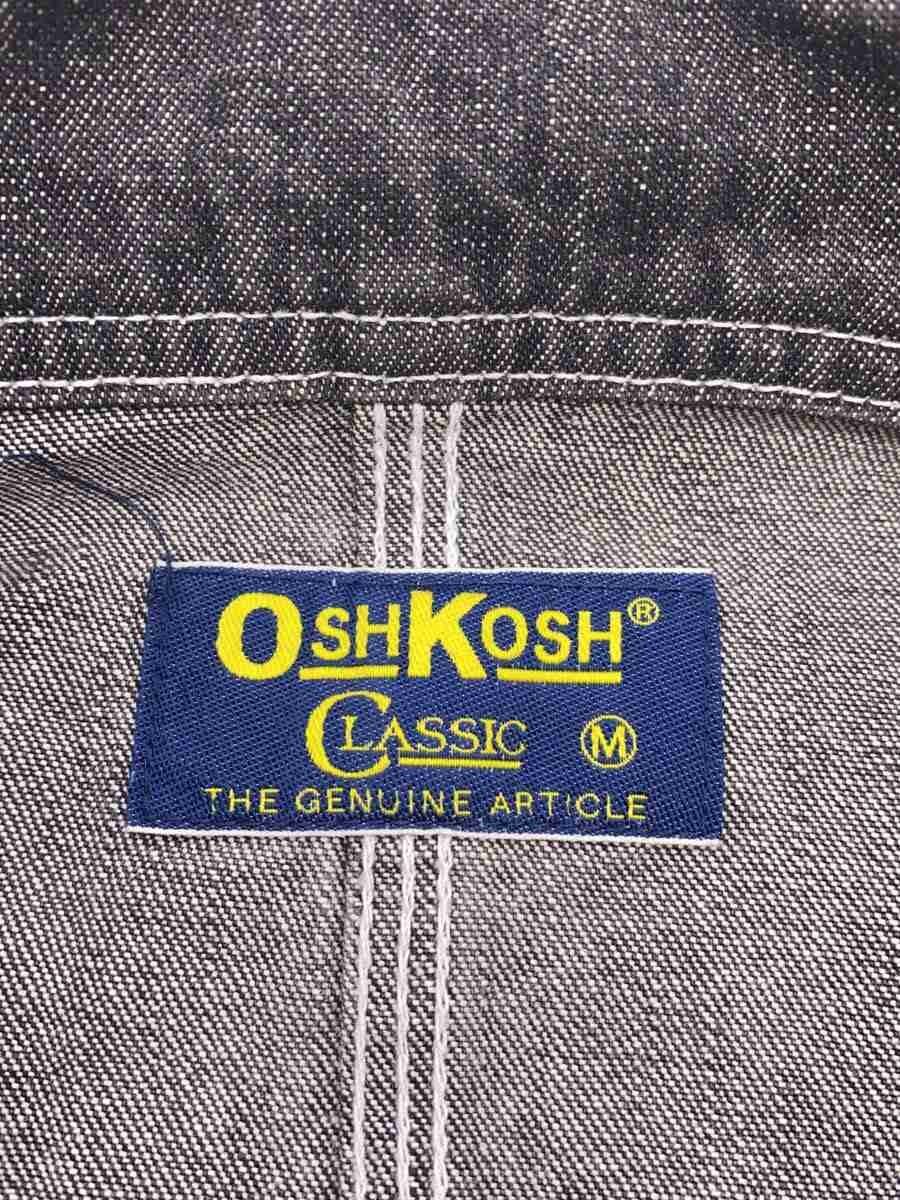 OSHKOSH®
CLASSIC M
THE GENUINE ARTICLE